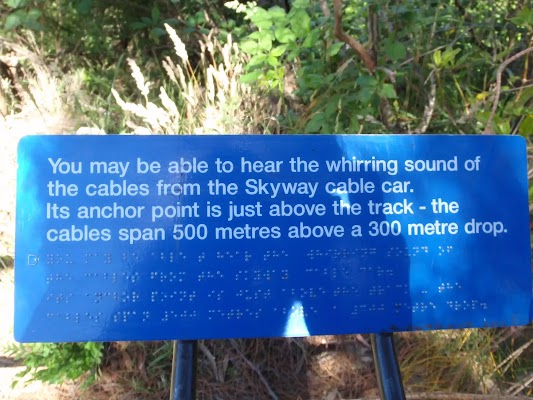 You may be able to hear the whirring sound of
the cables from the Skyway cable car.
Its anchor point is just above the track - the
cables span 500 metres above a 300 metre drop.